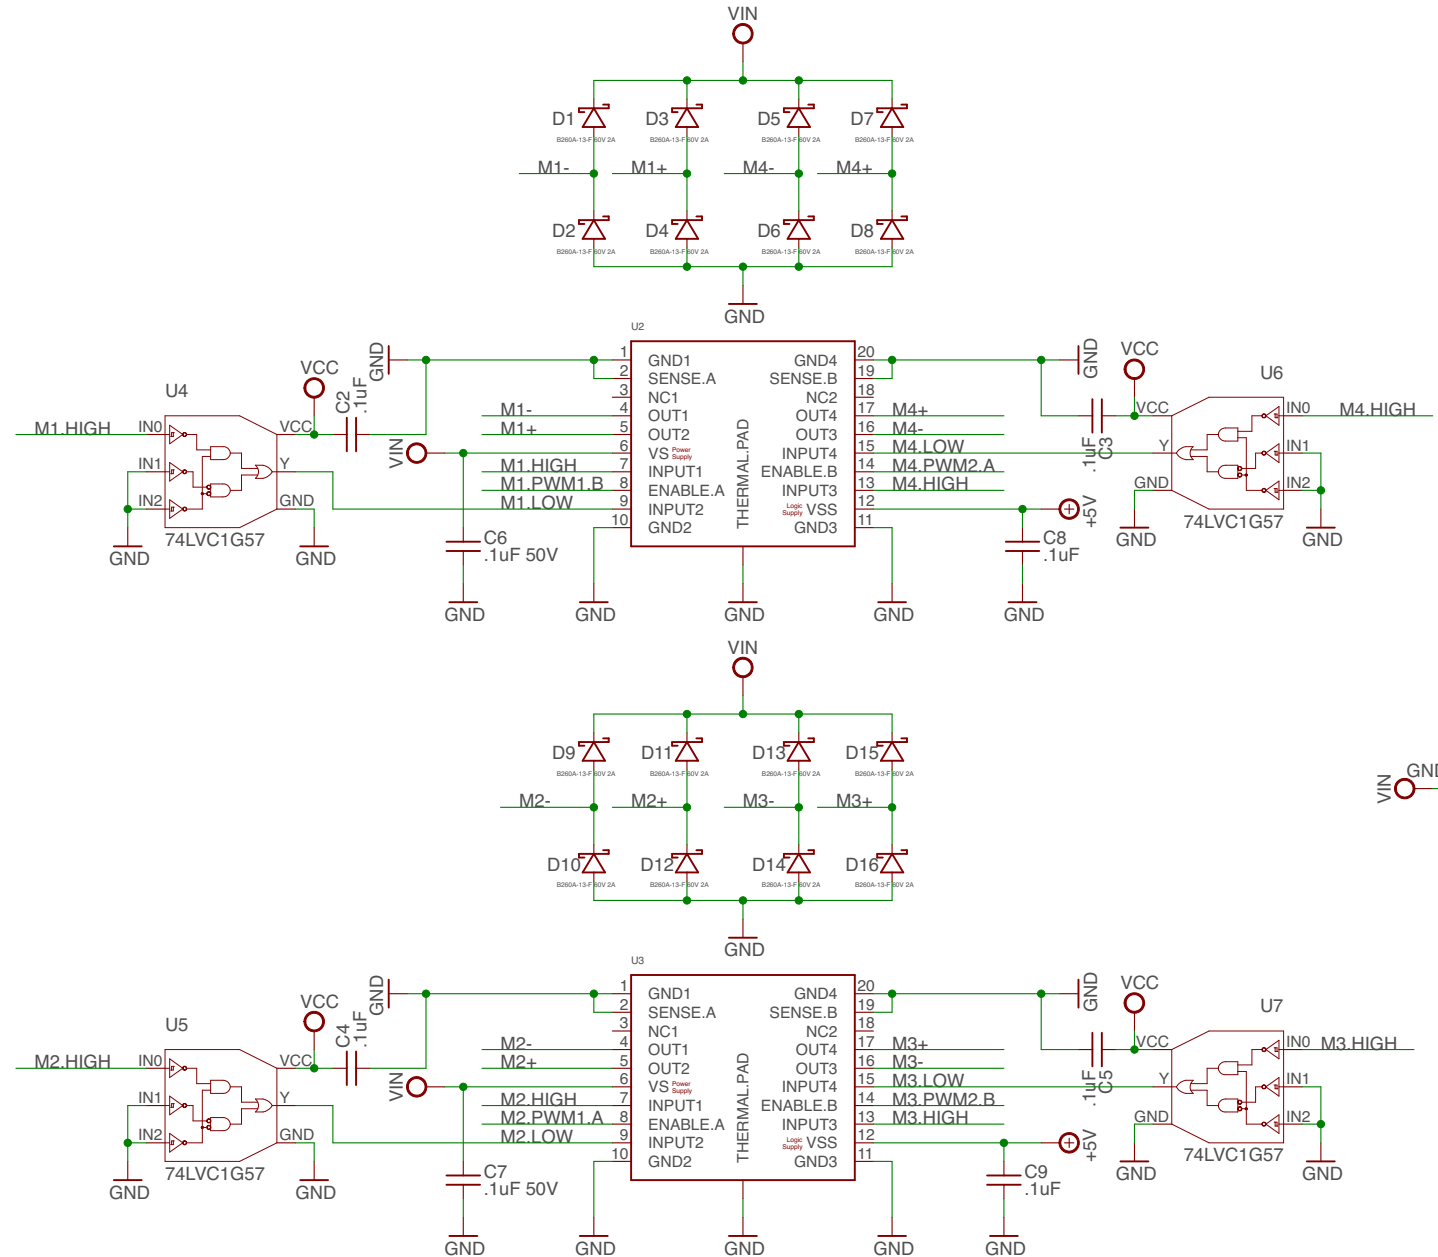 VIN
D1 D3 D5 D7
B260A-13-F 60V 2A B260A-13-F 60V 2A B260A-13-F 60V 2A B260A-13-F 60V 2A
M1- M1+ M4- M4+
D2 D4 D6 D8
B260A-13-F 60V 2A B260A-13-F 60V 2A B260A-13-F 60V 2A B260A-13-F 60V 2A
GND
U4
M1.HIGH
IN0
IN1
IN2
VCC
Y
GND
74LVC1G57
GND
GND
VCC
C2
.1uF
GND
VIN
C6
.1uF 50V
GND
M1-
M1+
M1.HIGH
M1.PWM1.B
M1.LOW
U2
1 GND1
2 SENSE.A
3 NC1
4 OUT1
5 OUT2
6 VS Power Supply
7 INPUT1
8 ENABLE.A
9 INPUT2
10 GND2
THERMAL.PAD
GND4 20
SENSE.B 19
NC2 18
OUT4 17
OUT3 16
INPUT4 15
ENABLE.B 14
INPUT3 13
Logic Supply VSS 12
GND3 11
GND
GND
GND
M4+
M4-
M4.LOW
M4.PWM2.A
M4.HIGH
+5V
C8
.1uF
GND
GND
C3
.1uF
VCC
U6
VCC
Y
GND
IN0
IN1
IN2
M4.HIGH
74LVC1G57
GND
GND
VIN
D9 D11 D13 D15
B260A-13-F 60V 2A B260A-13-F 60V 2A B260A-13-F 60V 2A B260A-13-F 60V 2A
M2- M2+ M3- M3+
D10 D12 D14 D16
B260A-13-F 60V 2A B260A-13-F 60V 2A B260A-13-F 60V 2A B260A-13-F 60V 2A
GND
VIN
GND
U5
M2.HIGH
IN0
IN1
IN2
VCC
Y
GND
74LVC1G57
GND
GND
VCC
C4
.1uF
GND
VIN
C7
.1uF 50V
GND
M2-
M2+
M2.HIGH
M2.PWM1.A
M2.LOW
U3
1 GND1
2 SENSE.A
3 NC1
4 OUT1
5 OUT2
6 VS Power Supply
7 INPUT1
8 ENABLE.A
9 INPUT2
10 GND2
THERMAL.PAD
GND4 20
SENSE.B 19
NC2 18
OUT4 17
OUT3 16
INPUT4 15
ENABLE.B 14
INPUT3 13
Logic Supply VSS 12
GND3 11
GND
GND
GND
M3+
M3-
M3.LOW
M3.PWM2.B
M3.HIGH
+5V
C9
.1uF
GND
GND
C5
.1uF
VCC
U7
VCC
Y
GND
IN0
IN1
IN2
M3.HIGH
74LVC1G57
GND
GND